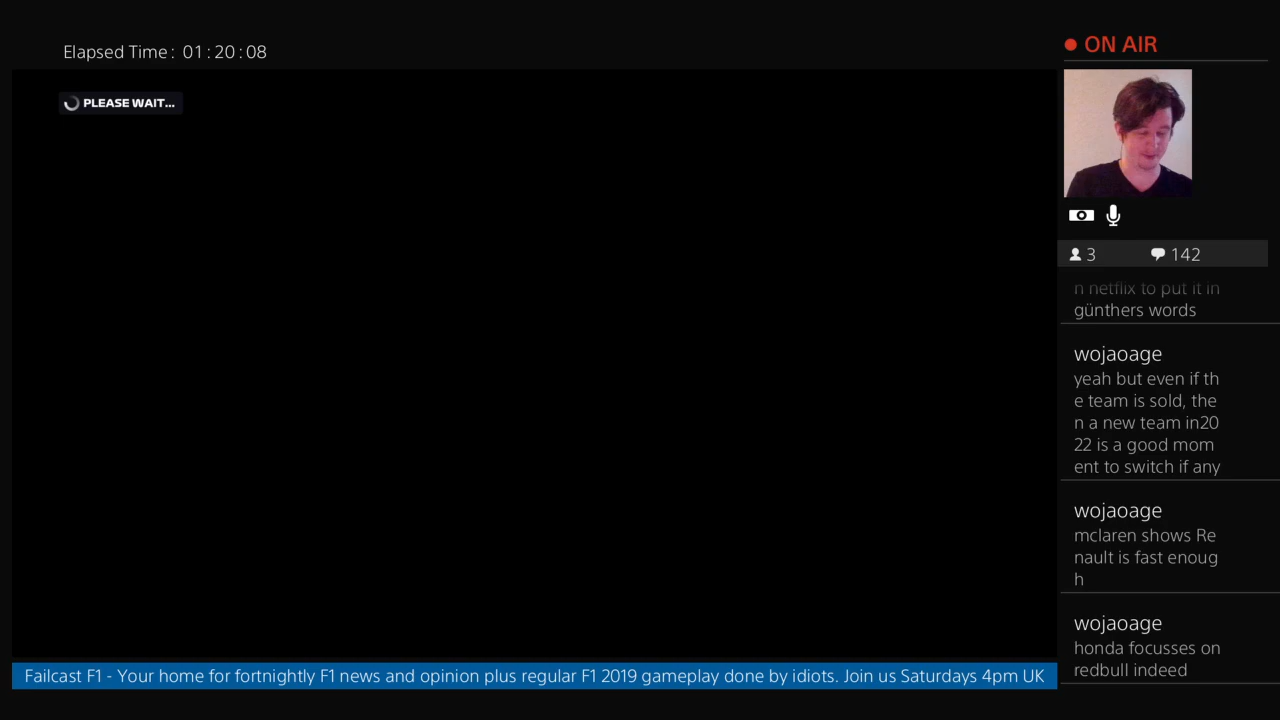 Elapsed Time: 01:20:08
ON AIR
PLEASE WAIT...
3 142
n netflix to put it in
günthers words
wojaoage
yeah but even if th
e team is sold, the
n a new team in20
22 is a good mom
ent to switch if any
wojaoage
mclaren shows Re
nault is fast enoug
h
wojaoage
honda focusses on
redbull indeed
Failcast F1 - Your home for fortnightly F1 news and opinion plus regular F1 2019 gameplay done by idiots. Join us Saturdays 4pm UK